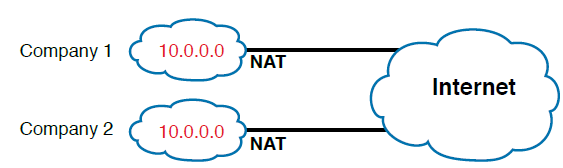 Company 1
10.0.0.0
NAT
Internet
Company 2
10.0.0.0
NAT